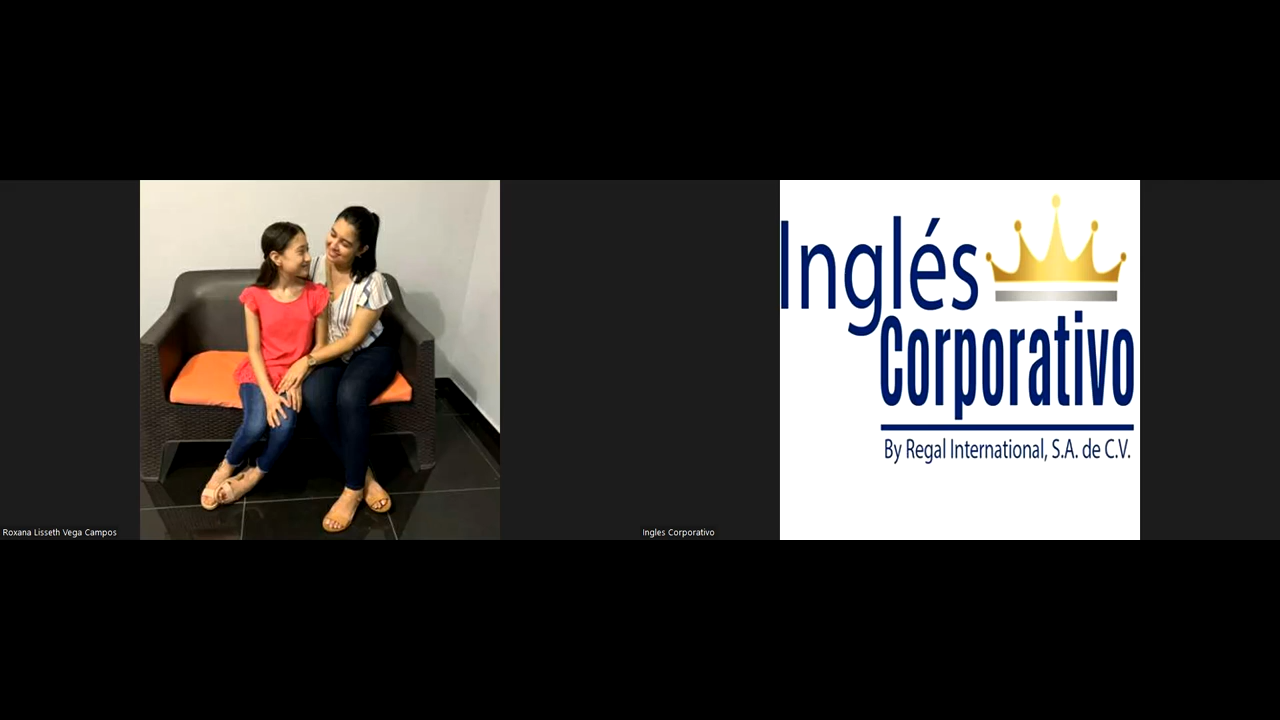 Inglés
Corporativo
By Regal International, S.A. de C.V.
Roxana Lisseth Vega Campos
Ingles Corporativo